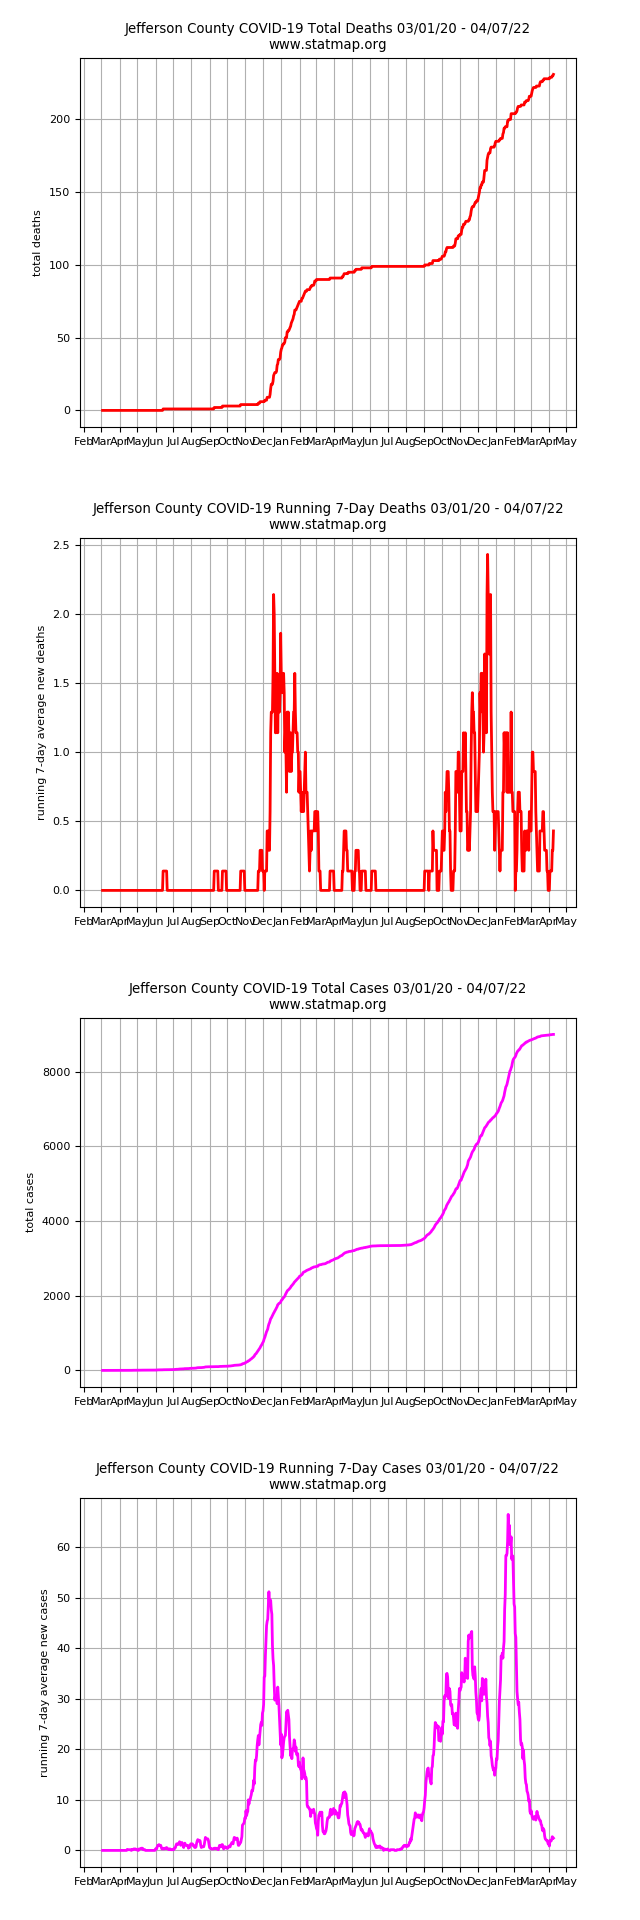 Jefferson County COVID-19 Total Deaths 03/01/20 - 04/07/22
www.statmap.org
total deaths
200
150
100
50
0
Feb Mar Apr May Jun Jul Aug Sep Oct Nov Dec Jan Feb Mar Apr May Jun Jul Aug Sep Oct Nov Dec Jan Feb Mar Apr May
Jefferson County COVID-19 Running 7-Day Deaths 03/01/20 - 04/07/22
www.statmap.org
running 7-day average new deaths
2.5
2.0
1.5
1.0
0.5
0.0
Feb Mar Apr May Jun Jul Aug Sep Oct Nov Dec Jan Feb Mar Apr May Jun Jul Aug Sep Oct Nov Dec Jan Feb Mar Apr May
Jefferson County COVID-19 Total Cases 03/01/20 - 04/07/22
www.statmap.org
total cases
8000
6000
4000
2000
0
Feb Mar Apr May Jun Jul Aug Sep Oct Nov Dec Jan Feb Mar Apr May Jun Jul Aug Sep Oct Nov Dec Jan Feb Mar Apr May
Jefferson County COVID-19 Running 7-Day Cases 03/01/20 - 04/07/22
www.statmap.org
running 7-day average new cases
60
50
40
30
20
10
0
Feb Mar Apr May Jun Jul Aug Sep Oct Nov Dec Jan Feb Mar Apr May Jun Jul Aug Sep Oct Nov Dec Jan Feb Mar Apr May